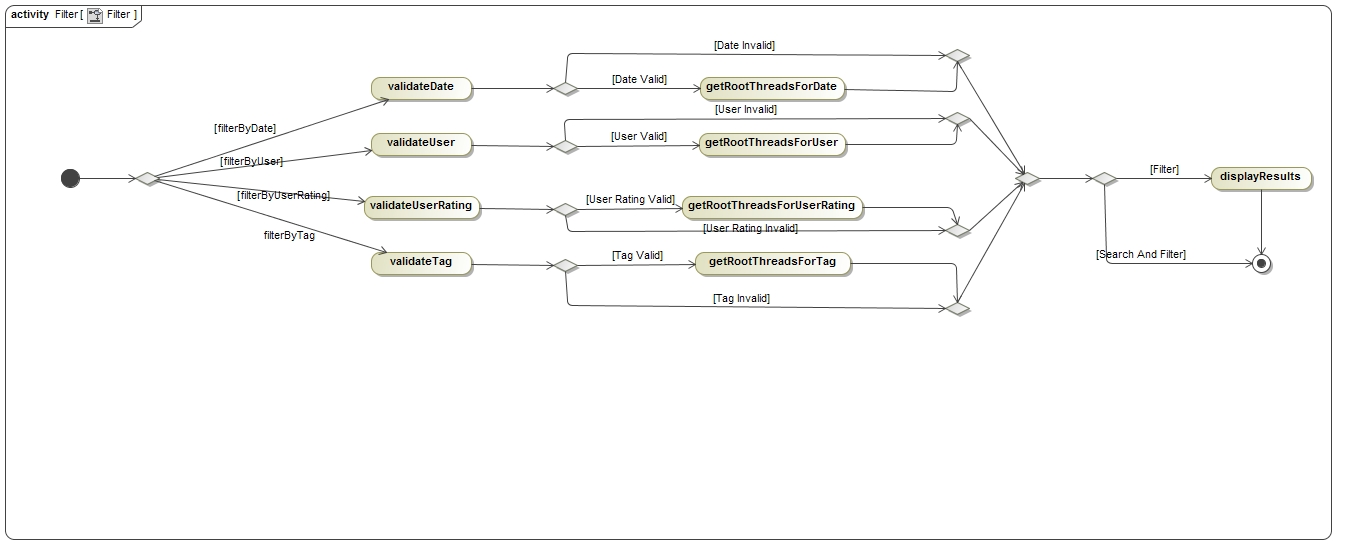 activity Filter [ Filter ]
[Date Invalid]
validateDate
[Date Valid]
getRootThreadsForDate
[filterByDate]
[User Invalid]
validateUser
[User Valid]
getRootThreadsForUser
[filterByUser]
[Filter]
displayResults
[filterByUserRating]
validateUserRating
[User Rating Valid]
getRootThreadsForUserRating
[User Rating Invalid]
filterByTag
validateTag
[Tag Valid]
getRootThreadsForTag
[Search And Filter]
[Tag Invalid]